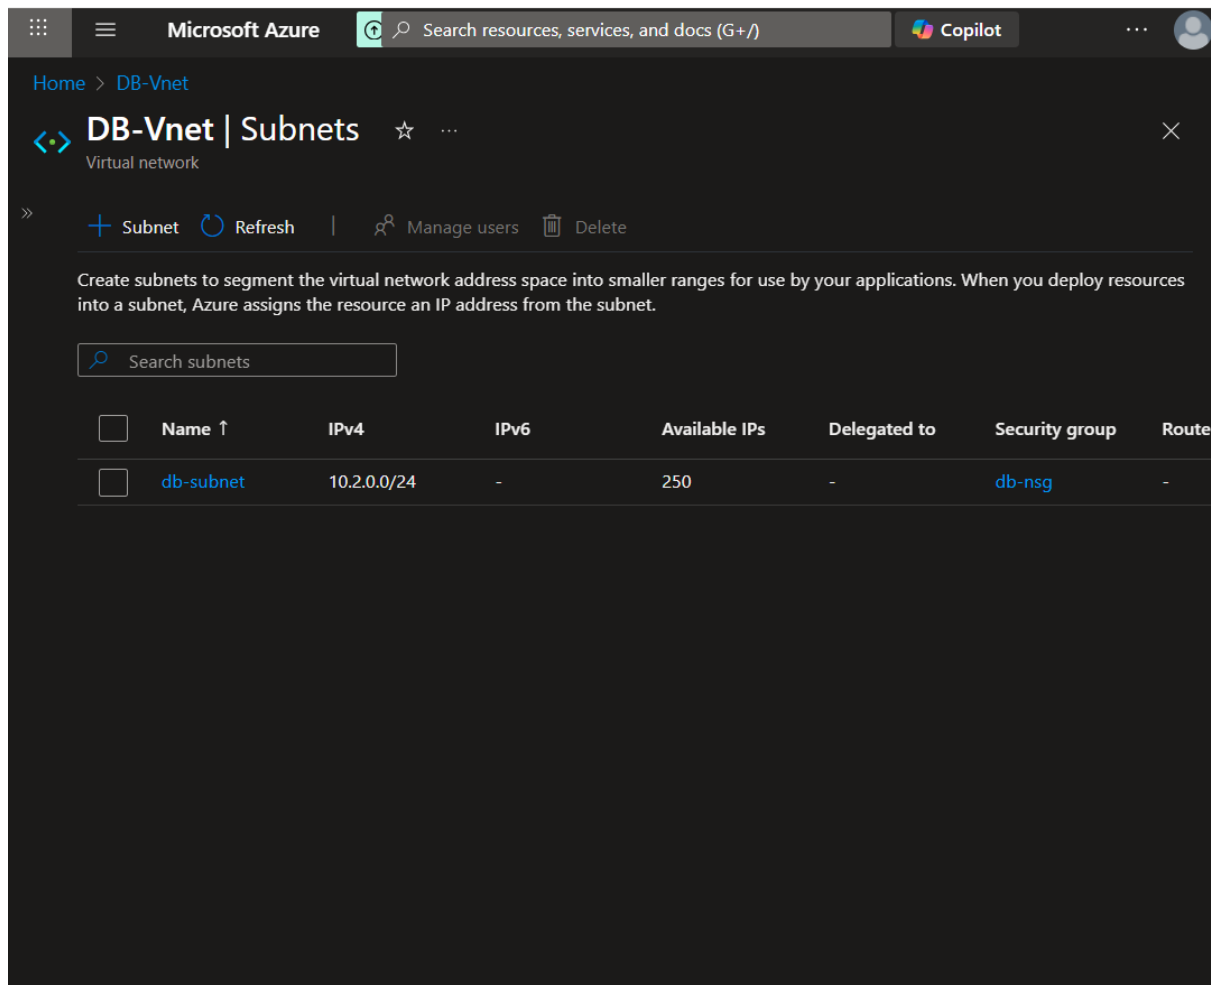 Microsoft Azure Search resources, services, and docs (G+/) Copilot ...
Home > DB-Vnet
DB-Vnet | Subnets ...
Virtual network
Subnet Refresh | Manage users Delete
Create subnets to segment the virtual network address space into smaller ranges for use by your applications. When you deploy resources
into a subnet, Azure assigns the resource an IP address from the subnet.
Search subnets
Name ↑ IPv4 IPv6 Available IPs Delegated to Security group Route
db-subnet 10.2.0.0/24 - 250 - db-nsg -